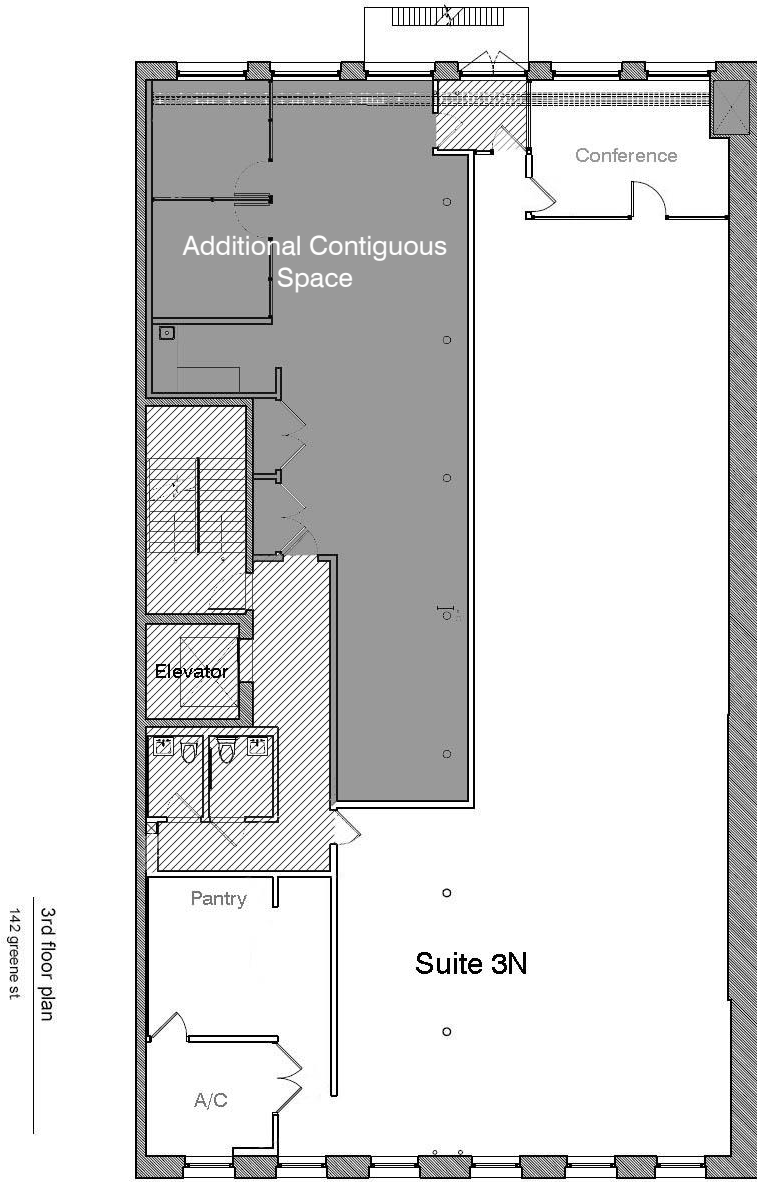 Conference
Additional Contiguous
Space
Elevator
Pantry
Suite 3N
A/C
3rd floor plan
142 greene st